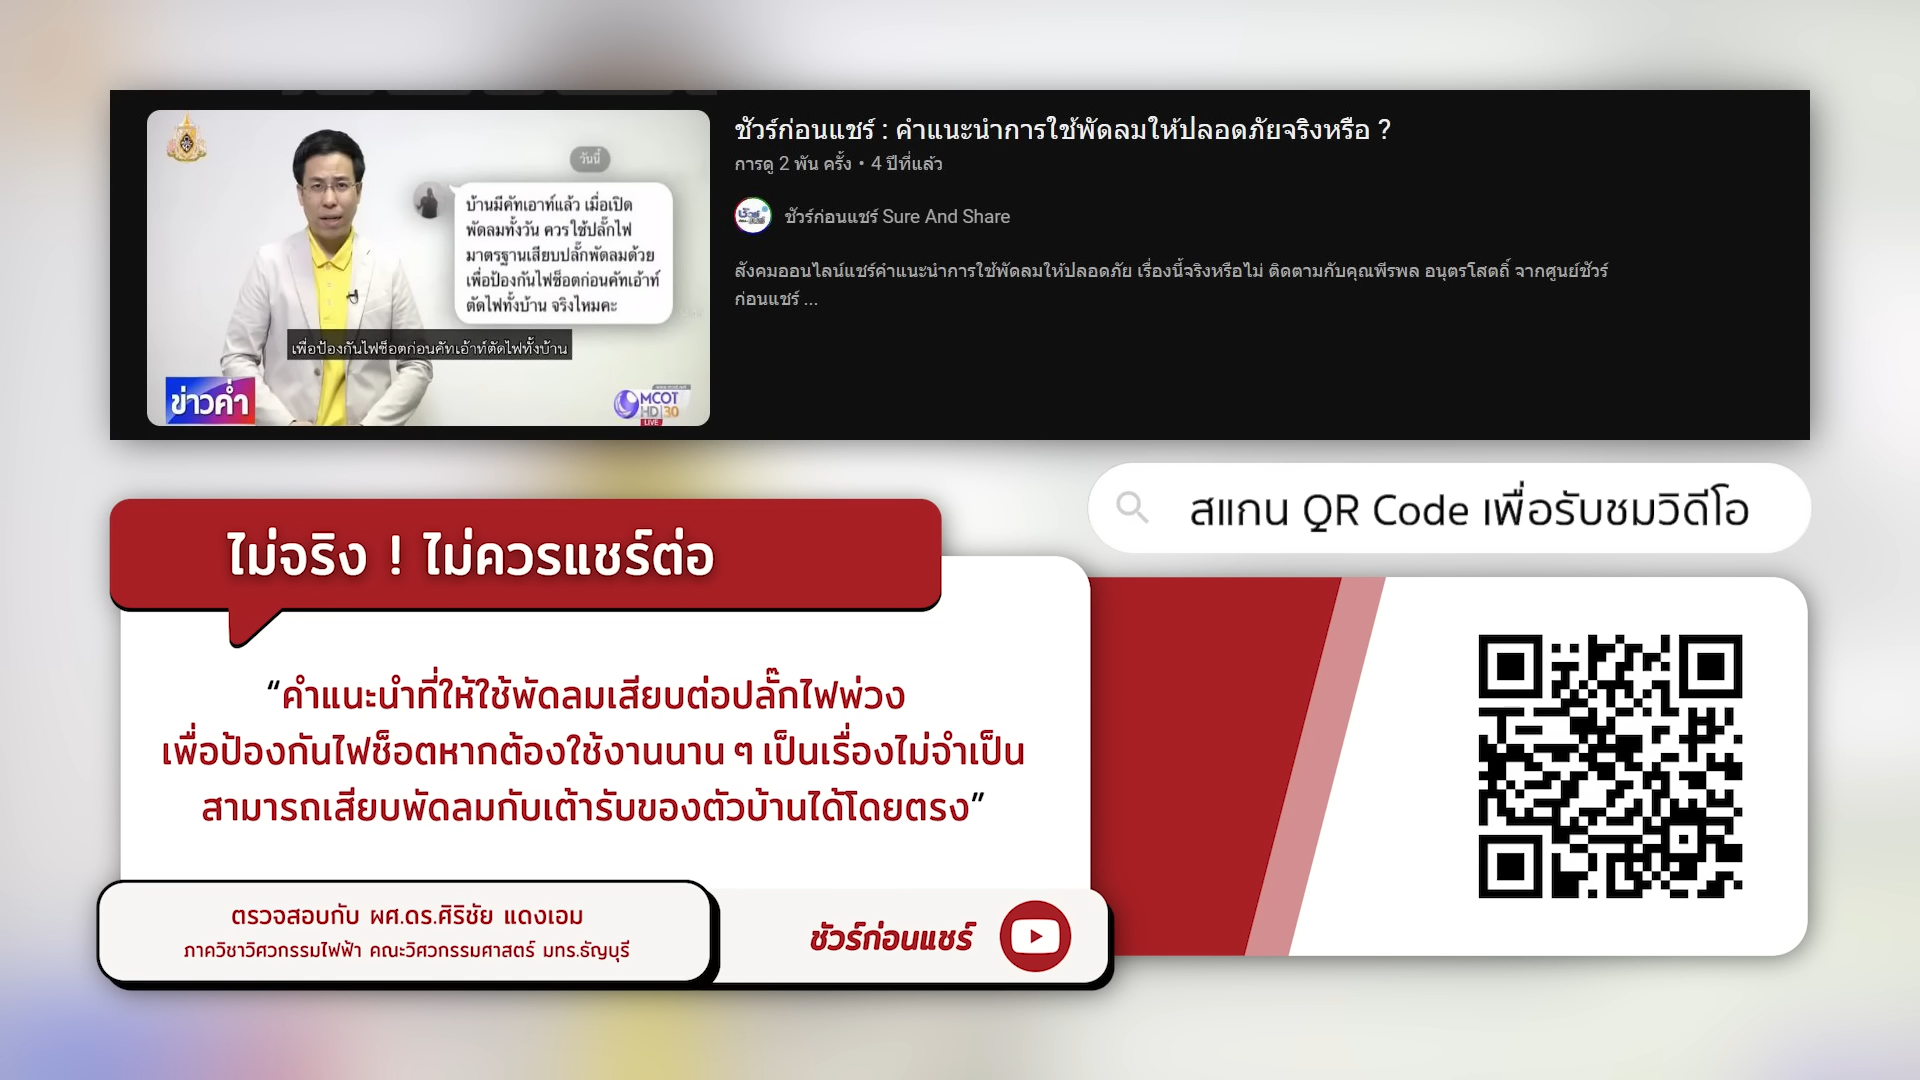 ชัวร์ก่อนแชร์ : คำแนะนำการใช้พัดลมให้ปลอดภัยจริงหรือ ?
การดู 2 พัน ครั้ง • 4 ปีที่แล้ว
ชัวร์ก่อนแชร์ Sure And Share
สังคมออนไลน์แชร์คำแนะนำการใช้พัดลมให้ปลอดภัย เรื่องนี้จริงหรือไม่ ติดตามกับคุณพีรพล อนุตรโสตถิ์ จากศูนย์ชัวร์
ก่อนแชร์ ...
วันนี้
บ้านมีคัทเอาท์แล้ว เมื่อเปิด
พัดลมทั้งวัน ควรใช้ปลั๊กไฟ
มาตรฐานเสียบปลั๊กพัดลมด้วย
เพื่อป้องกันไฟช็อตก่อนคัทเอ้าท์
ตัดไฟทั้งบ้าน จริงไหมคะ
เพื่อป้องกันไฟช็อตก่อนคัทเอ้าท์ตัดไฟทั้งบ้าน
ข่าวค่ำ
MCOT
HD 30
LIVE
สแกน QR Code เพื่อรับชมวิดีโอ
ไม่จริง ! ไม่ควรแชร์ต่อ
“คำแนะนำที่ให้ใช้พัดลมเสียบต่อปลั๊กไฟพ่วง
เพื่อป้องกันไฟช็อตหากต้องใช้งานนาน ๆ เป็นเรื่องไม่จำเป็น
สามารถเสียบพัดลมกับเต้ารับของตัวบ้านได้โดยตรง”
ตรวจสอบกับ ผศ.ดร.ศิริชัย แดงเอม
ภาควิชาวิศวกรรมไฟฟ้า คณะวิศวกรรมศาสตร์ มทร.ธัญบุรี
ชัวร์ก่อนแชร์